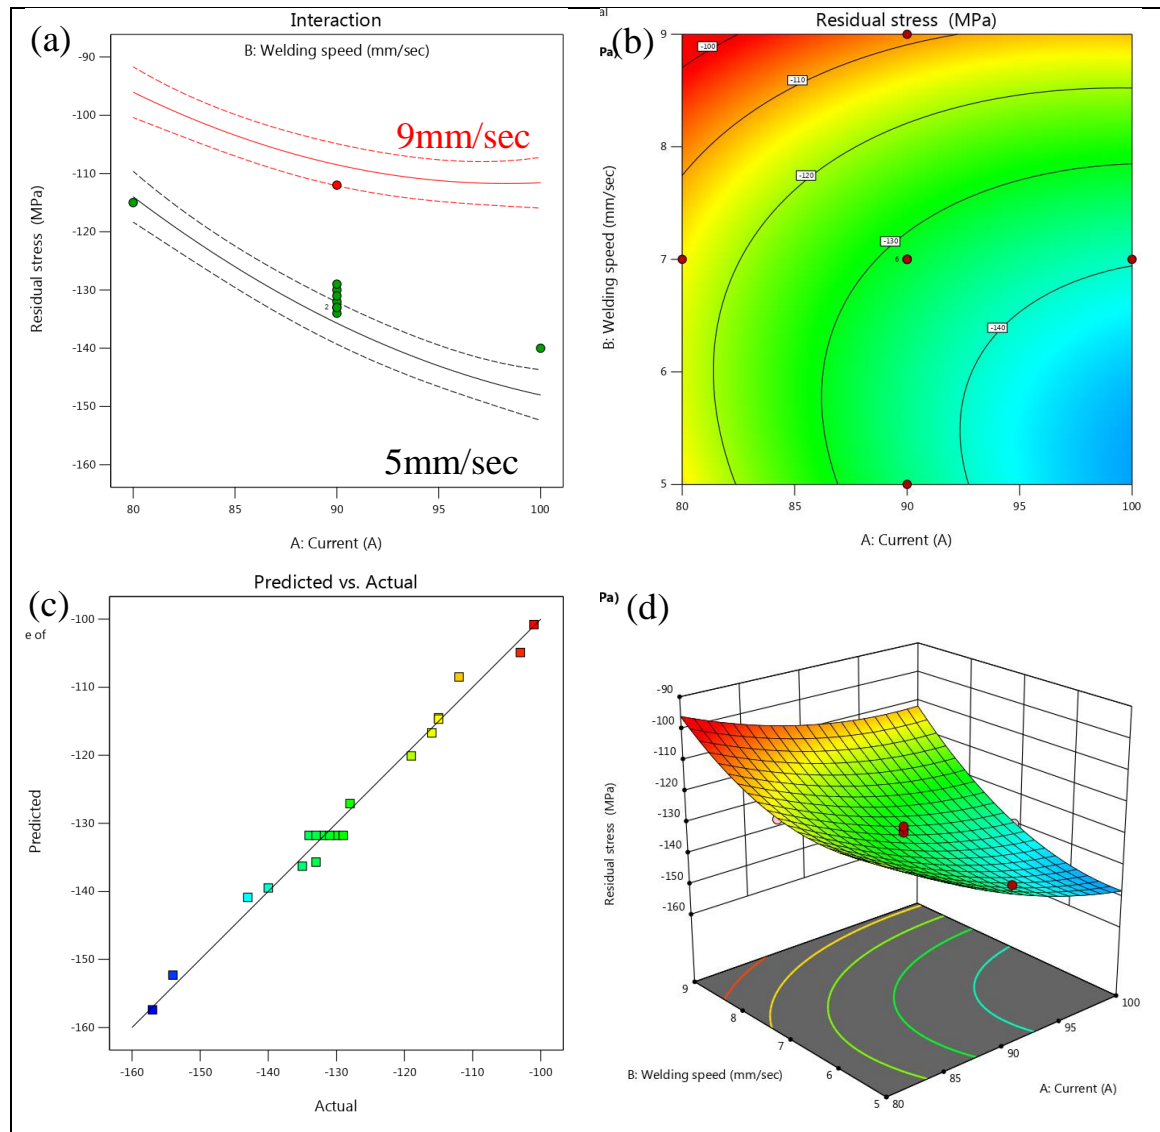 (a)
Interaction
B: Welding speed (mm/sec)
-90
-100
-110
-120
-130
-140
-150
-160
Residual stress (MPa)
9mm/sec
2
5mm/sec
80
85
90
95
100
A: Current (A)
al
Pa)
(b)
Residual stress (MPa)
9
8
7
6
5
B: Welding speed (mm/sec)
-100
-110
-120
-130
6
-140
80
85
90
95
100
A: Current (A)
(c)
Predicted vs. Actual
e of
-100
-110
-120
-130
-140
-150
-160
Predicted
-160
-150
-140
-130
-120
-110
-100
Actual
Pa)
(d)
-90
-100
-110
-120
-130
-140
-150
-160
Residual stress (MPa)
9
8
7
6
5
B: Welding speed (mm/sec)
80
85
90
95
100
A: Current (A)